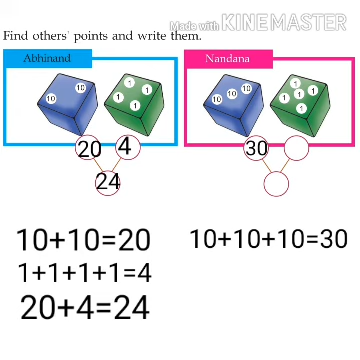 Made with KINEMASTER
Find others' points and write them.
Abhinand
Nandana
10 10
1 1 1 1
10 10 10
1 1 1 1 1
20 4
24
30
10+10=20
1+1+1+1=4
20+4=24
10+10+10=30